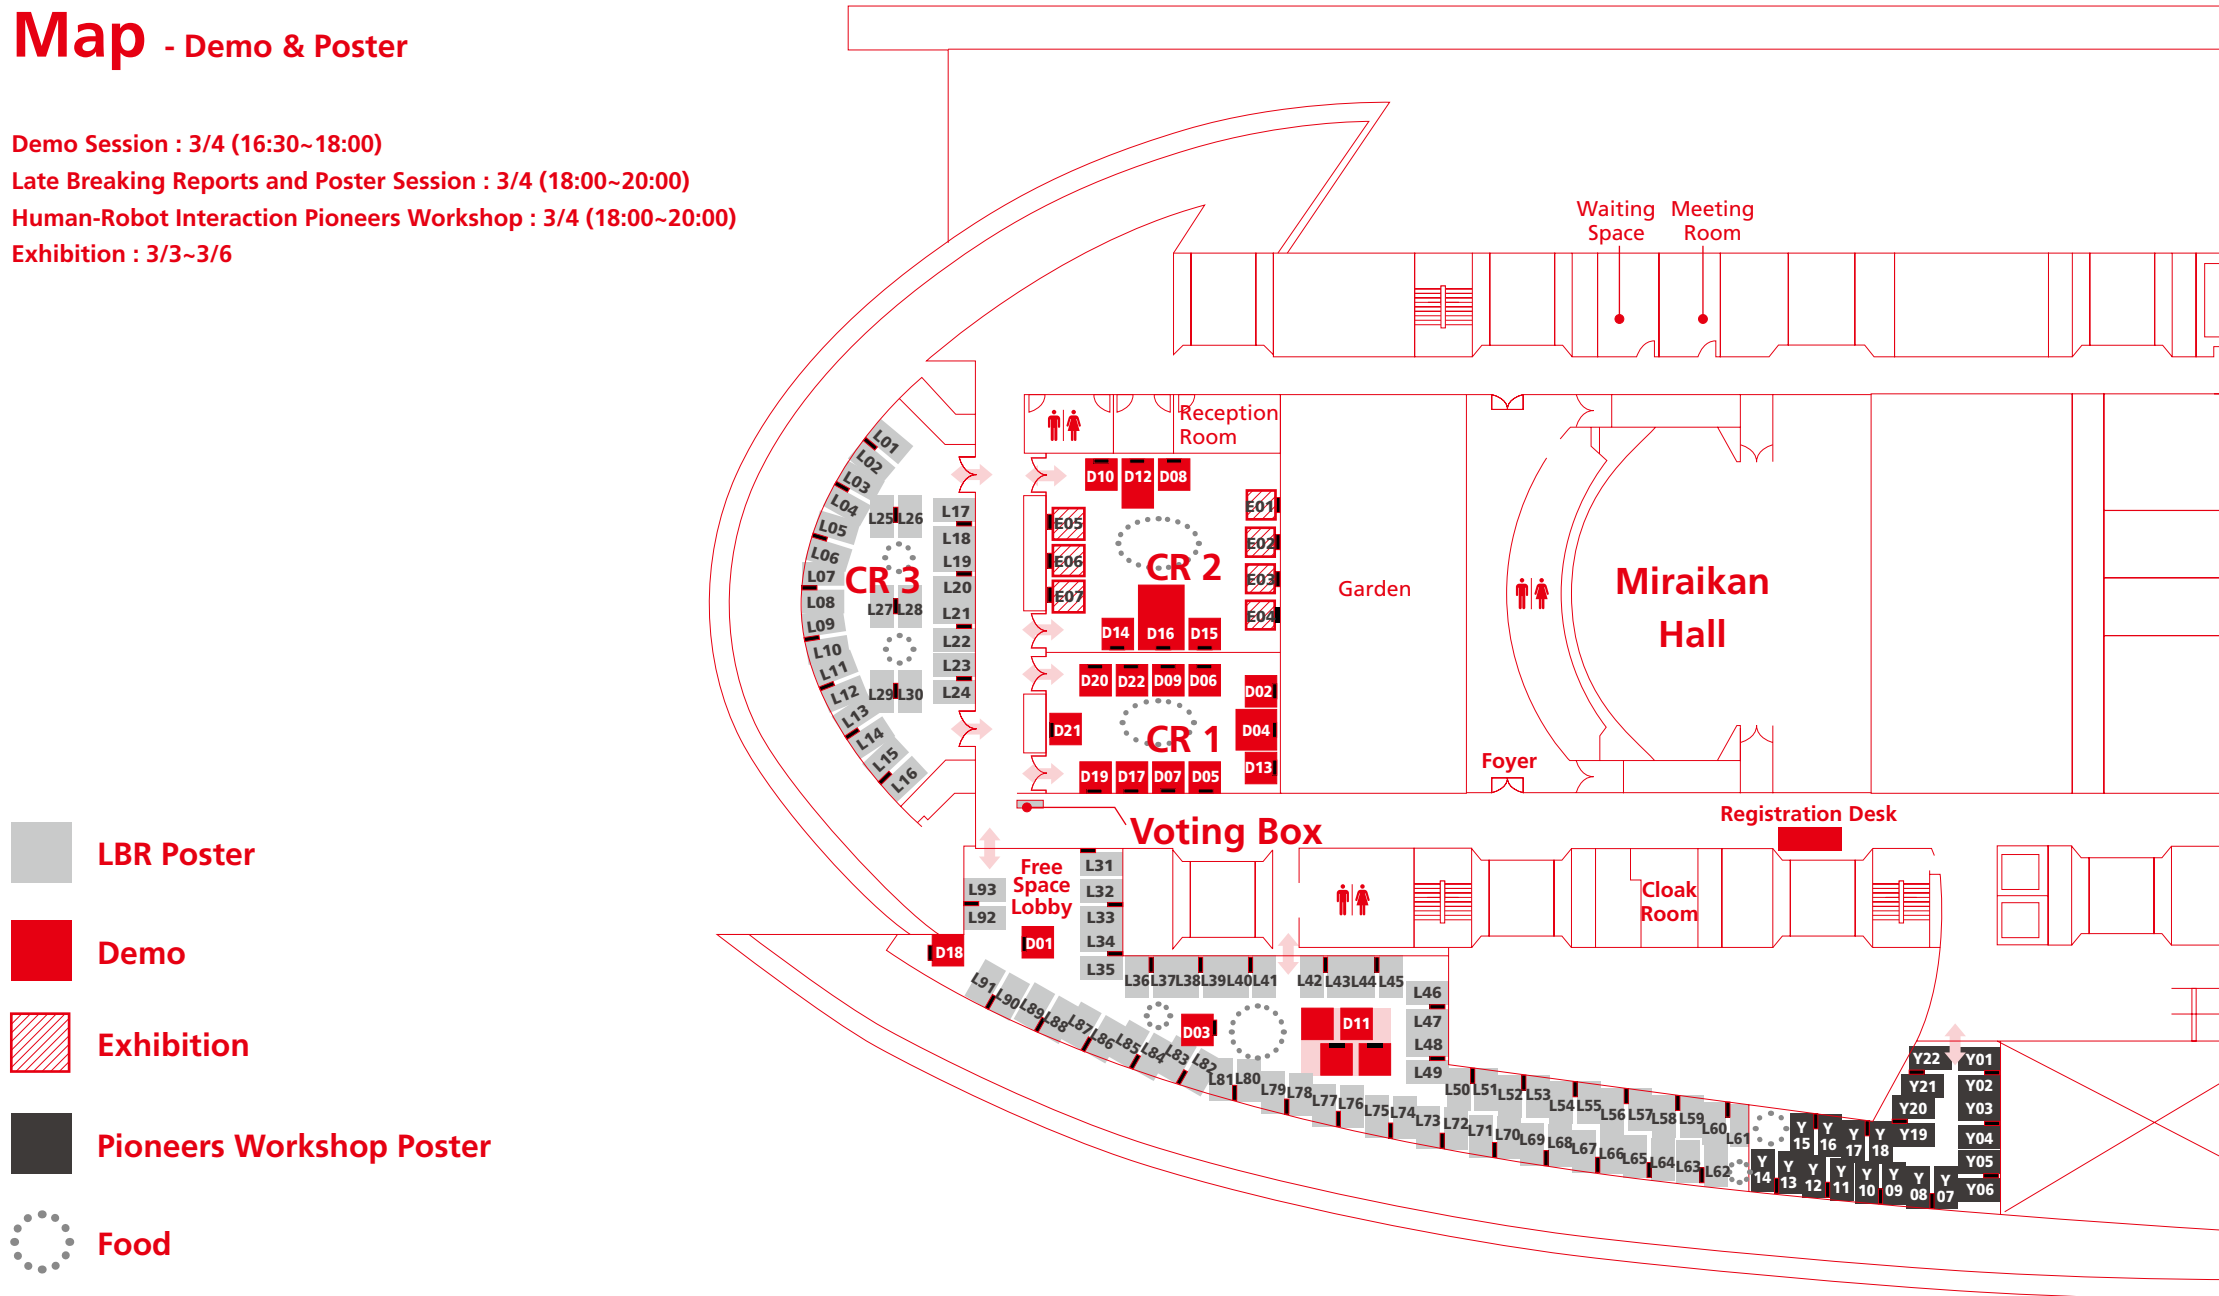 Map - Demo & Poster
Demo Session : 3/4 (16:30~18:00)
Late Breaking Reports and Poster Session : 3/4 (18:00~20:00)
Human-Robot Interaction Pioneers Workshop : 3/4 (18:00~20:00)
Exhibition : 3/3~3/6
Waiting
Space
Meeting
Room
Reception
Room
L01
L02
L03
L04
L05
L06
L07
L08
L09
L10
L11
L12
L13
L14
L15
L16
L25 L26
L27 L28
L29 L30
CR 3
L17
L18
L19
L20
L21
L22
L23
L24
D10 D12 D08
E05
E06
E07
E01
E02
E03
E04
CR 2
D14 D16 D15
D20 D22 D09 D06
D02
D21
D04
CR 1
D13
D19 D17 D07 D05
Garden
Miraikan
Hall
Foyer
Registration Desk
Voting Box
Cloak
Room
Free
Space
Lobby
L93
L92
L31
L32
L33
L34
L35
D18
D01
L36 L37 L38 L39 L40 L41
L42 L43 L44 L45
L46
L47
L48
L49
D03
D11
L91 L90 L89 L88 L87 L86 L85 L84 L83 L82 L81 L80 L79 L78 L77 L76 L75 L74 L73 L72 L71 L70 L69 L68 L67 L66 L65 L64 L63 L62
L50 L51 L52 L53 L54 L55 L56 L57 L58 L59 L60 L61
Y22 Y01
Y21 Y02
Y20 Y03
Y19 Y04
Y05
Y06
Y
15
Y
16
Y
17
Y
18
Y
14
Y
13
Y
12
Y
11
Y
10
Y
09
Y
08
Y
07
LBR Poster
Demo
Exhibition
Pioneers Workshop Poster
Food